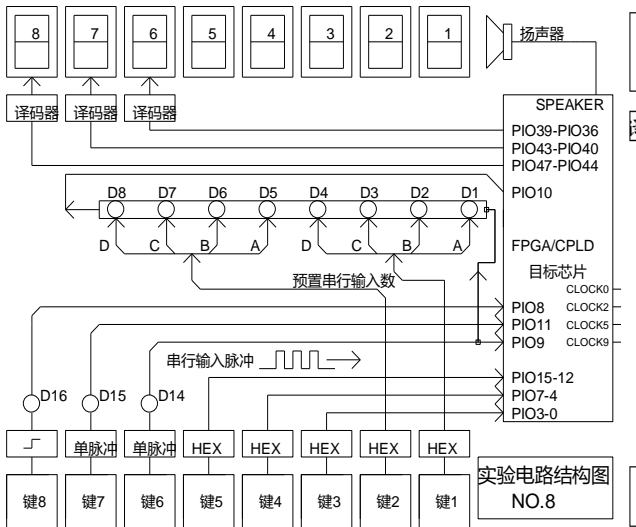 8 7 6 5 4 3 2 1
扬声器
译码器 译码器 译码器
SPEAKER
PIO39-PIO36
PIO43-PIO40
PIO47-PIO44
PIO10
D8 D7 D6 D5 D4 D3 D2 D1
D C B A D C B A
FPGA/CPLD
目标芯片
预置串行输入数
CLOCK0
PIO8 CLOCK2
PIO11 CLOCK5
PIO9 CLOCK9
串行输入脉冲
PIO15-12
PIO7-4
PIO3-0
D16 D15 D14
单脉冲 单脉冲 HEX HEX HEX HEX HEX
键8 键7 键6 键5 键4 键3 键2 键1
实验电路结构图
NO.8